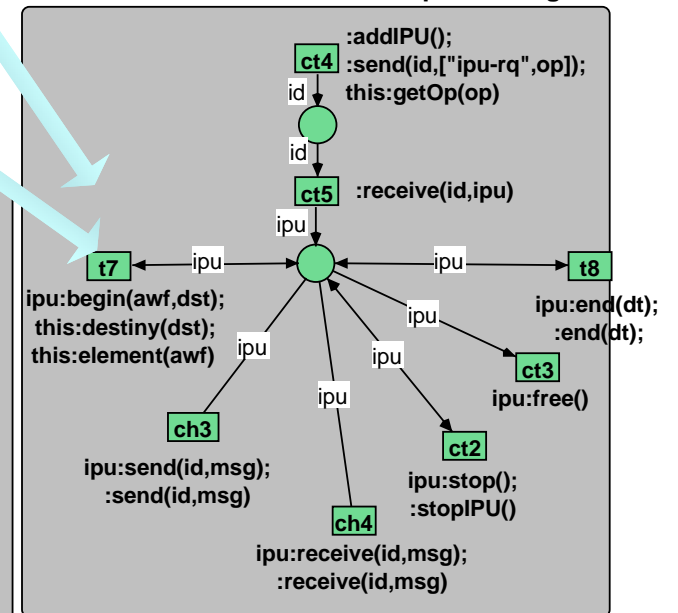 ct4
:addIPU();
:send(id,["ipu-rq",op]);
this:getOp(op)
id
id
ct5
:receive(id,ipu)
ipu
t7
ipu
ipu
t8
ipu:begin(awf,dst);
this:destiny(dst);
this:element(awf)
ipu:end(dt);
:end(dt);
ipu
ipu
ipu
ipu
ct3
ipu:free()
ch3
ipu:send(id,msg);
:send(id,msg)
ct2
ipu:stop();
:stopIPU()
ch4
ipu:receive(id,msg);
:receive(id,msg)